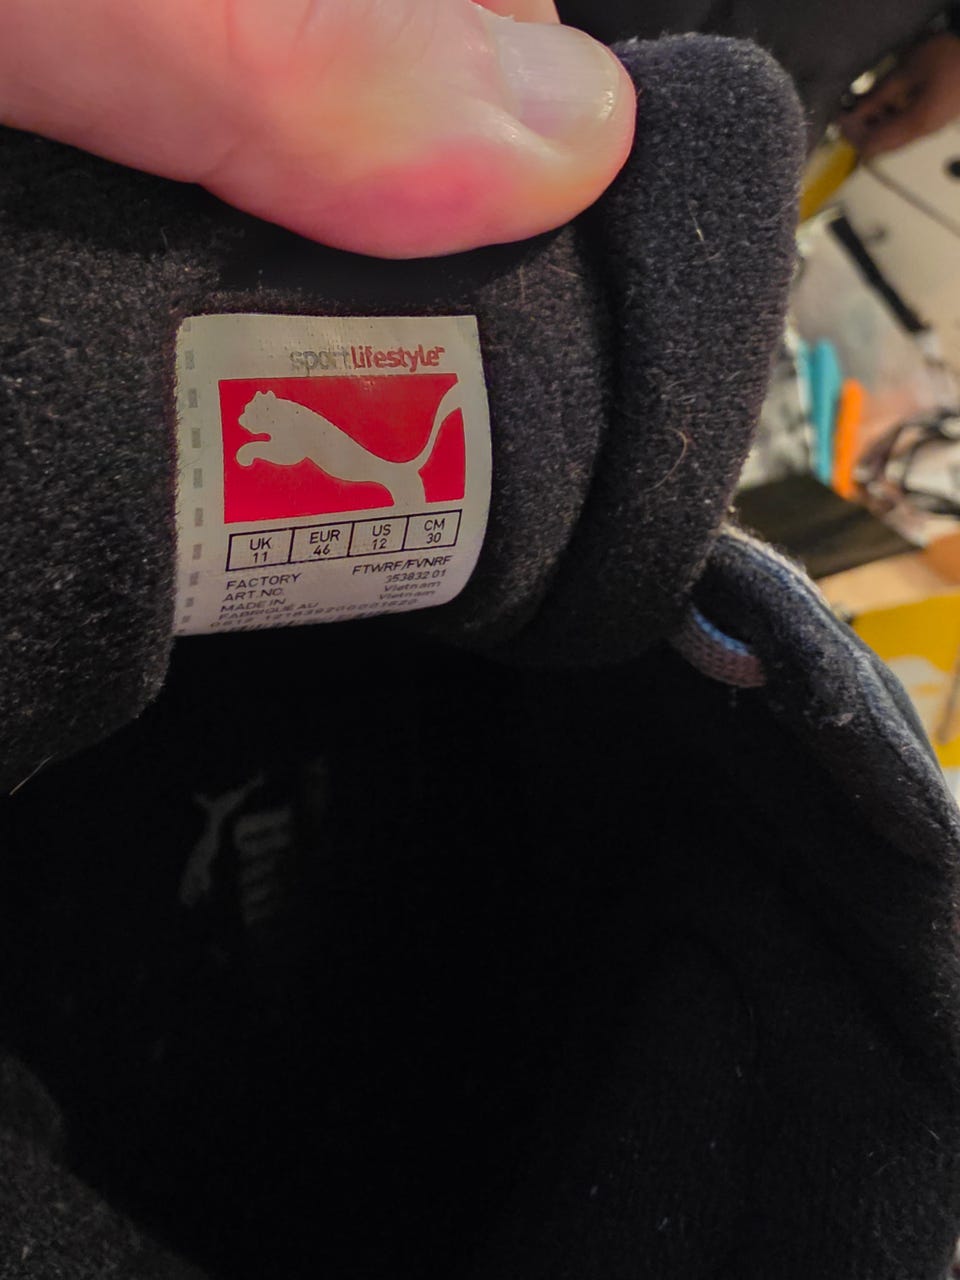 sportlifestyle
UK EUR US CM
11 46 12 30
FACTORY FTWRF/FVNRF
ART.NO. 353832 01
MADE IN Vietnam
FABRIQUÉ AU Vietnam